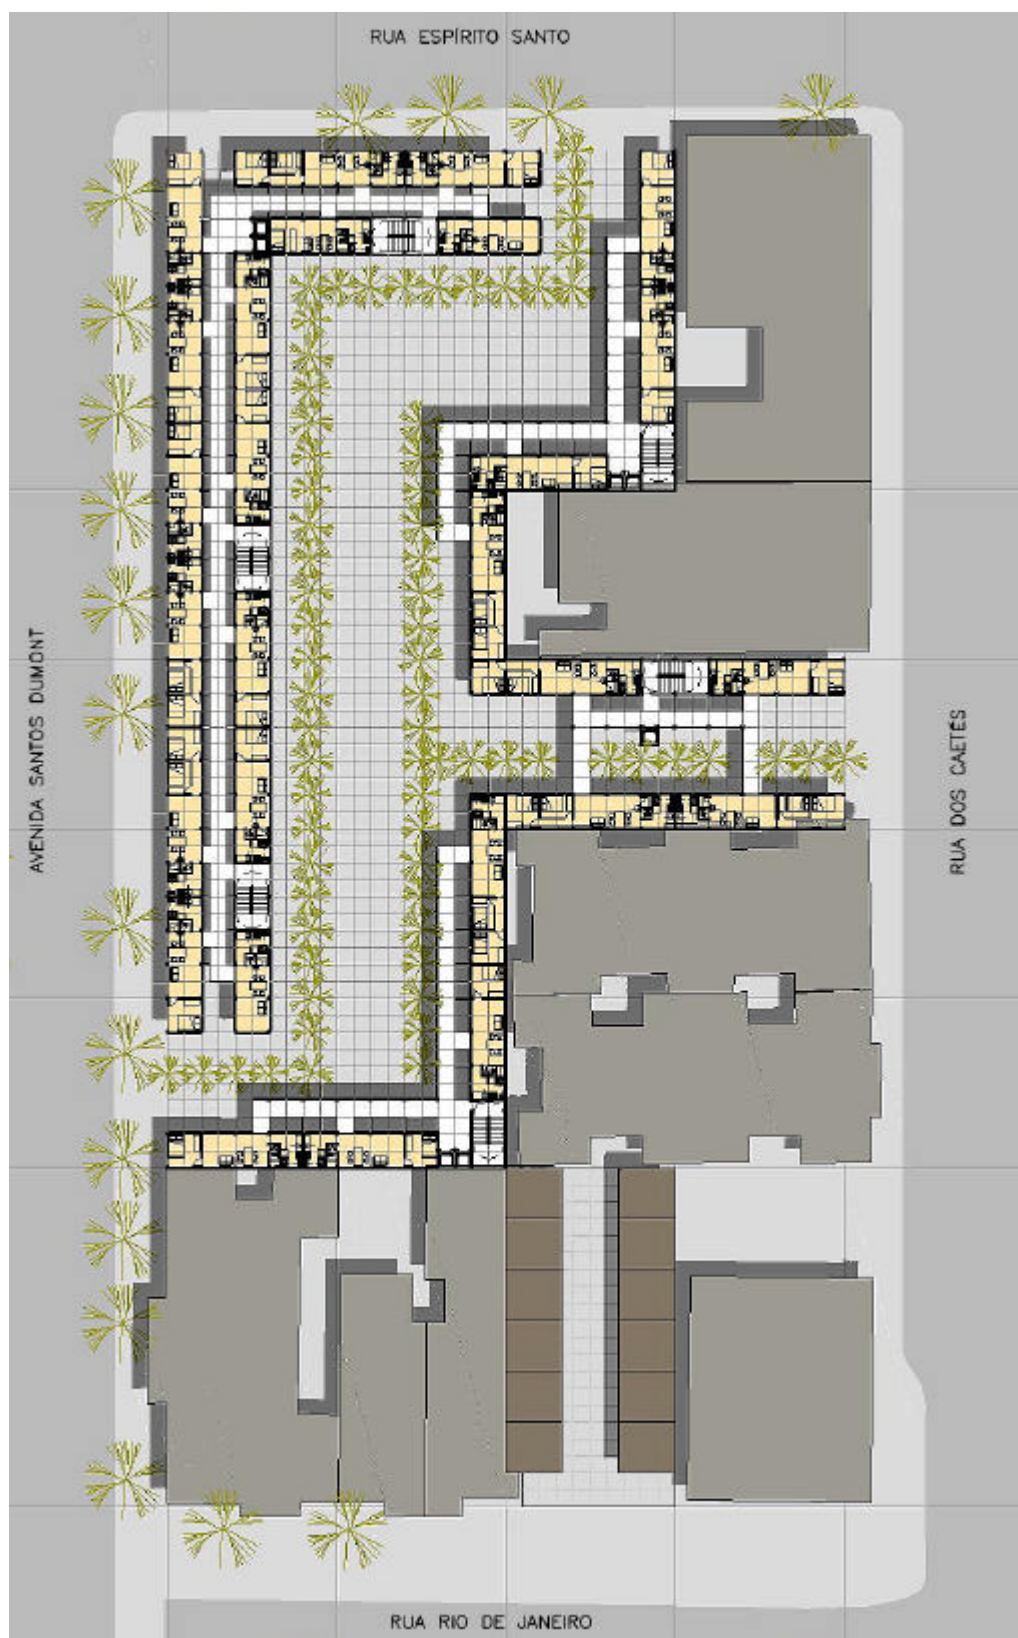 RUA ESPÍRITO SANTO
AVENIDA SANTOS DUMONT
RUA DOS CAETÉS
RUA RIO DE JANEIRO